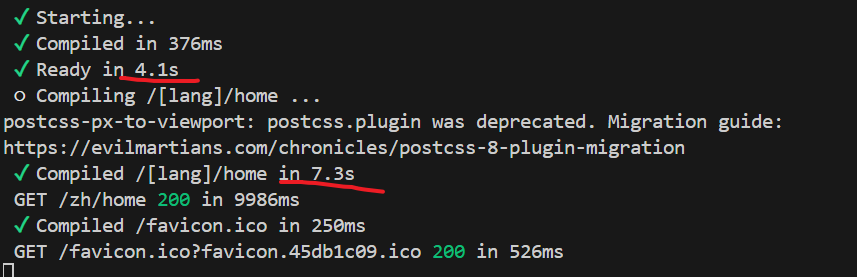 ✓ Starting...
✓ Compiled in 376ms
✓ Ready in 4.1s
○ Compiling /[lang]/home ...
postcss-px-to-viewport: postcss.plugin was deprecated. Migration guide:
https://evilmartians.com/chronicles/postcss-8-plugin-migration
✓ Compiled /[lang]/home in 7.3s
GET /zh/home 200 in 9986ms
✓ Compiled /favicon.ico in 250ms
GET /favicon.ico?favicon.45db1c09.ico 200 in 526ms